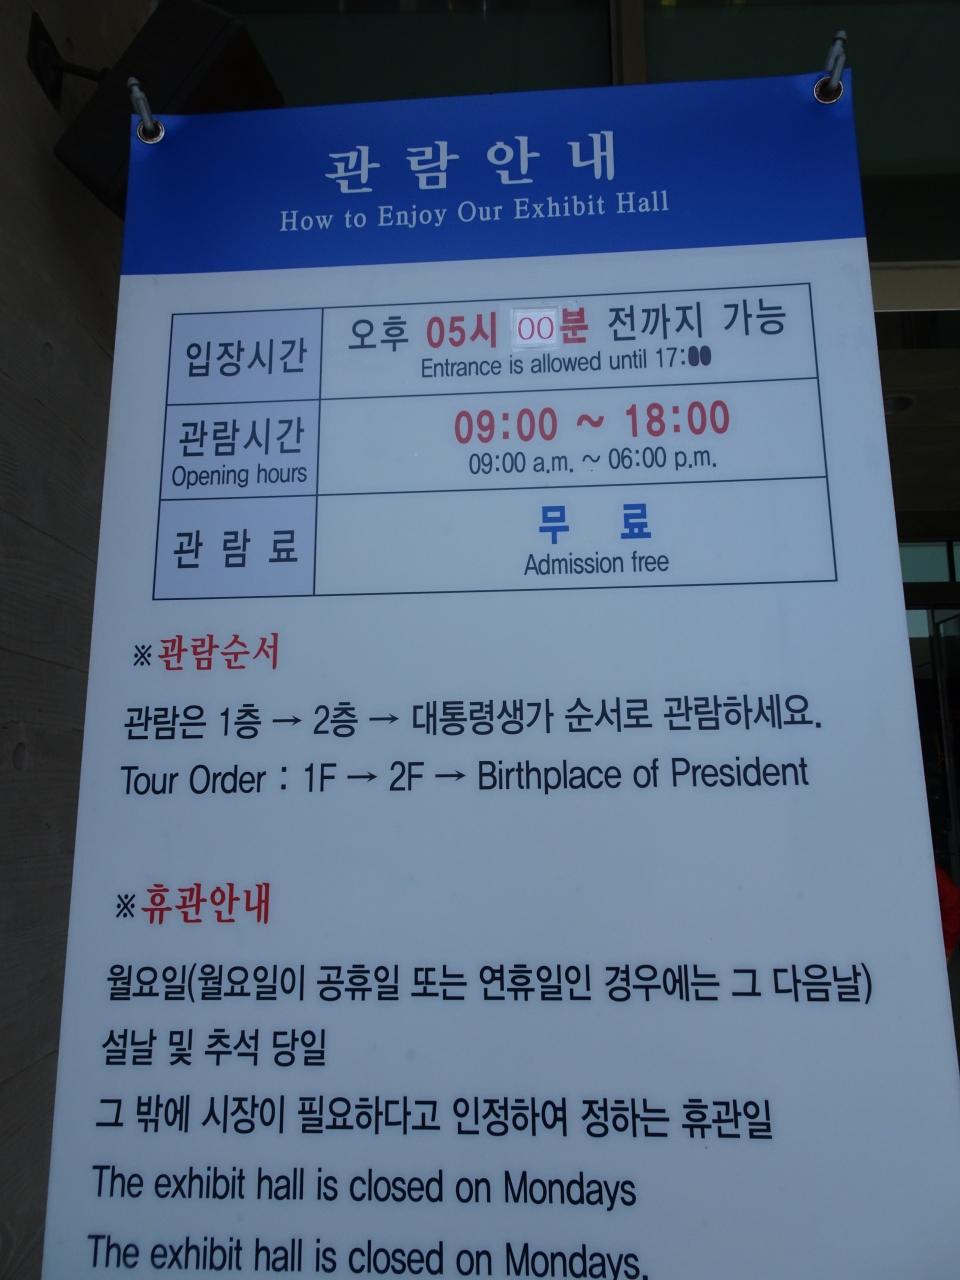 관람안내
How to Enjoy Our Exhibit Hall
입장시간
오후 05시 00분 전까지 가능
Entrance is allowed until 17:00
관람시간
Opening hours
09:00 ~ 18:00
09:00 a.m. ~ 06:00 p.m.
관람료
무료
Admission free
※관람순서
관람은 1층 → 2층 → 대통령생가 순서로 관람하세요.
Tour Order : 1F → 2F → Birthplace of President
※휴관안내
월요일(월요일이 공휴일 또는 연휴일인 경우에는 그 다음날)
설날 및 추석 당일
그 밖에 시장이 필요하다고 인정하여 정하는 휴관일
The exhibit hall is closed on Mondays
The exhibit hall is closed on Mondays.